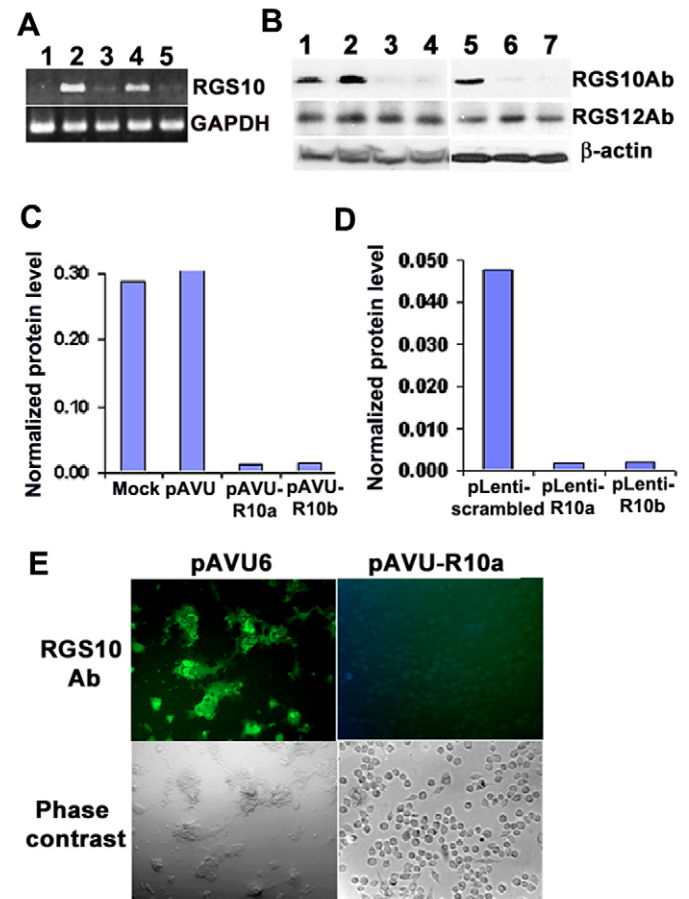 A
1 2 3 4 5
RGS10
GAPDH
B
1 2 3 4 5 6 7
RGS10Ab
RGS12Ab
β-actin
C
Normalized protein level
0.30
0.20
0.10
0.00
Mock pAVU pAVU-R10a pAVU-R10b
D
Normalized protein level
0.050
0.040
0.030
0.020
0.010
0.000
pLenti-scrambled pLenti-R10a pLenti-R10b
E
pAVU6 pAVU-R10a
RGS10
Ab
Phase
contrast